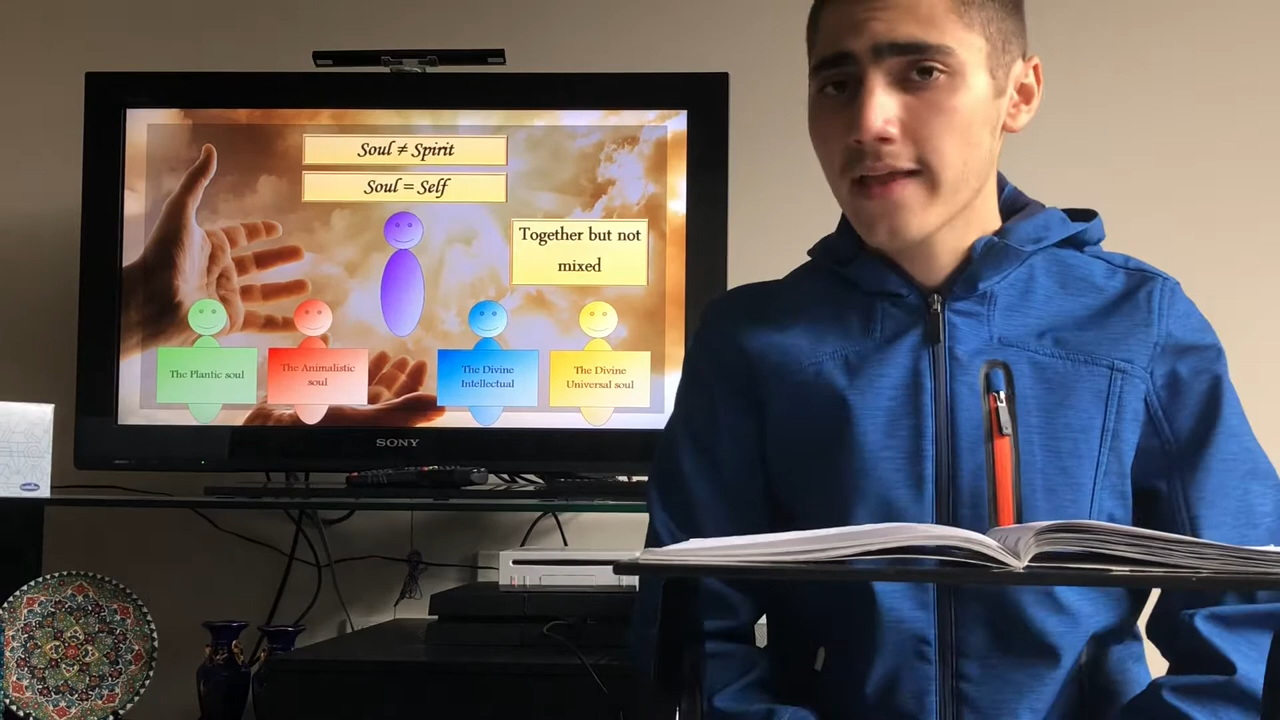 Soul ≠ Spirit
Soul = Self
Together but not
mixed
The Plantic soul
The Animalistic
soul
The Divine
Intellectual
The Divine
Universal soul
SONY